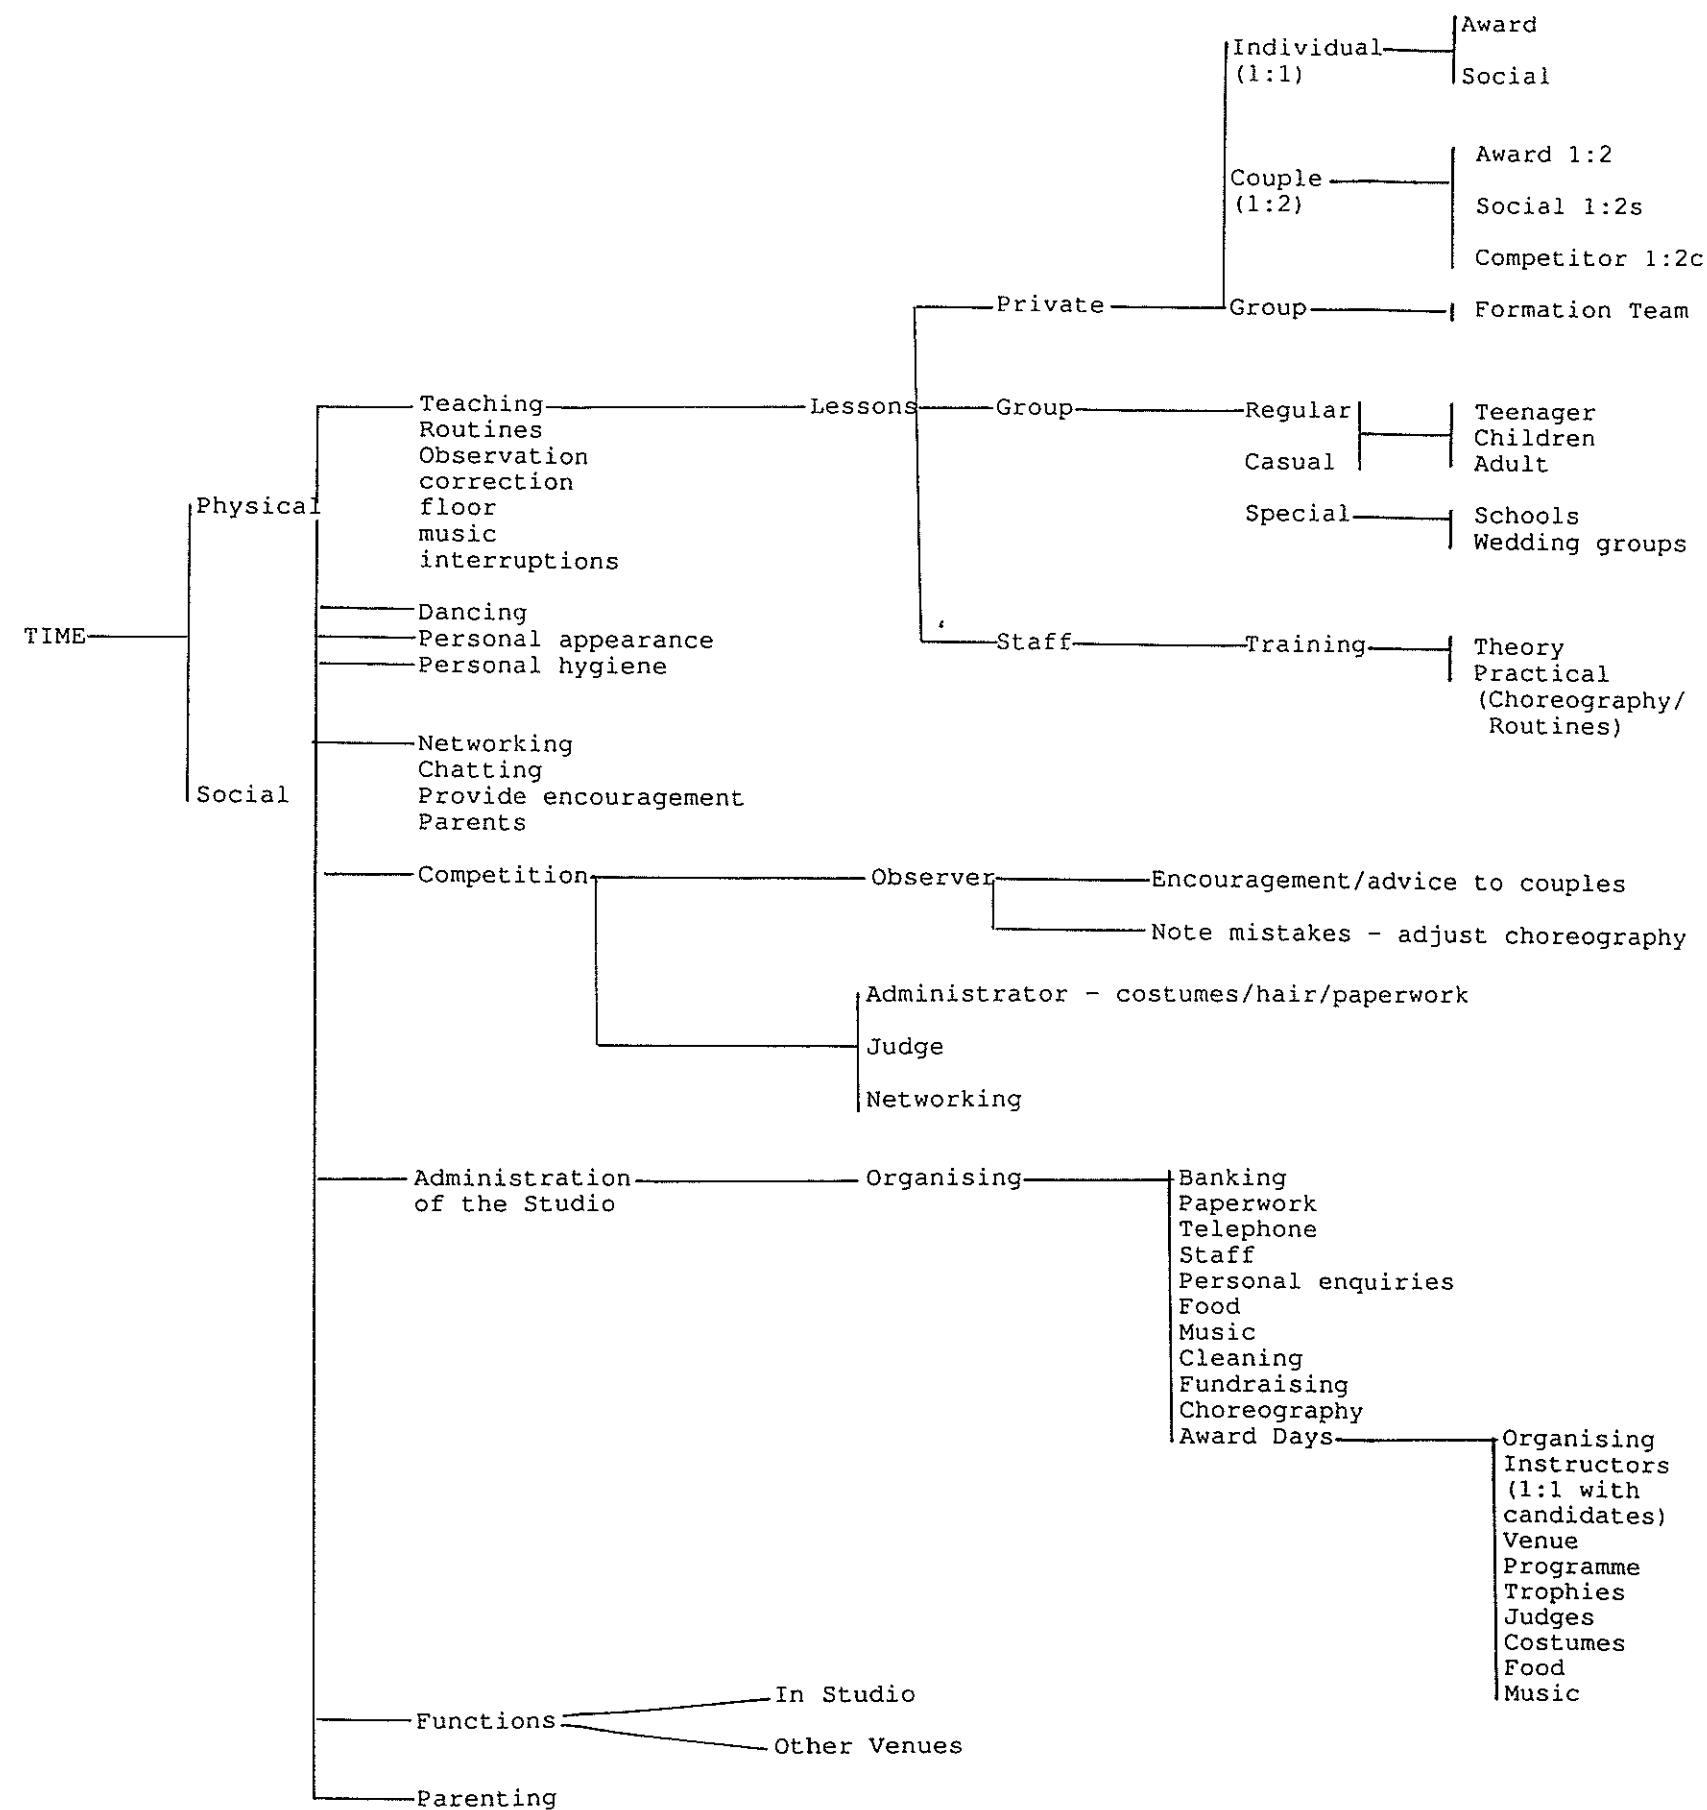 TIME
Physical
Social
Teaching
Routines
Observation
correction
floor
music
interruptions
Dancing
Personal appearance
Personal hygiene
Networking
Chatting
Provide encouragement
Parents
Competition
Administration
of the Studio
Functions
Parenting
Lessons
Private
Group
Staff
Individual
(1:1)
Couple
(1:2)
Group
Award
Social
Award 1:2
Social 1:2s
Competitor 1:2c
Formation Team
Regular
Casual
Special
Teenager
Children
Adult
Schools
Wedding groups
Training
Theory
Practical
(Choreography/
Routines)
Observer
Encouragement/advice to couples
Note mistakes - adjust choreography
Administrator - costumes/hair/paperwork
Judge
Networking
Organising
Banking
Paperwork
Telephone
Staff
Personal enquiries
Food
Music
Cleaning
Fundraising
Choreography
Award Days
Organising
Instructors
(1:1 with
candidates)
Venue
Programme
Trophies
Judges
Costumes
Food
Music
In Studio
Other Venues